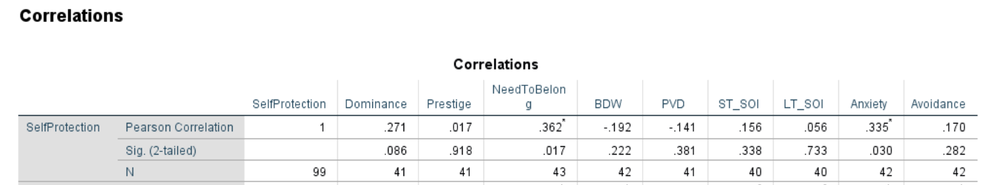 Correlations
Correlations
SelfProtection Dominance Prestige NeedToBelon
g BDW PVD ST_SOI LT_SOI Anxiety Avoidance
SelfProtection Pearson Correlation 1 .271 .017 .362* -.192 -.141 .156 .056 .335* .170
Sig. (2-tailed) .086 .918 .017 .222 .381 .338 .733 .030 .282
N 99 41 41 43 42 41 40 40 42 42